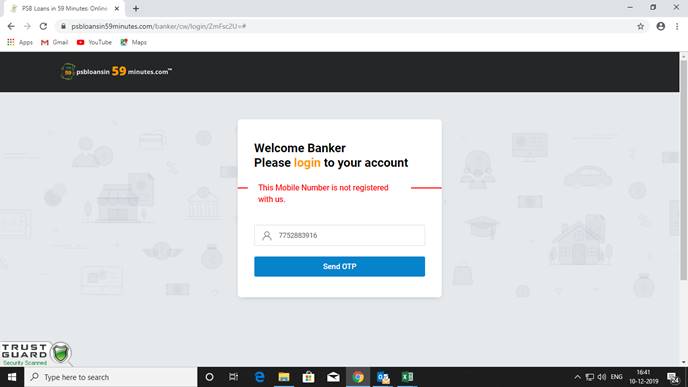 PSB Loans in 59 Minutes: Online
psbloansin59minutes.com/banker/cw/login/ZmFsc2U=#
Apps Gmail YouTube Maps
59 psbloansin 59 minutes.com™
Welcome Banker
Please login to your account
This Mobile Number is not registered
with us.
7752883916
Send OTP
TRUST
GUARD
Security Scanned
Type here to search
ENG
16:41
10-12-2019
24